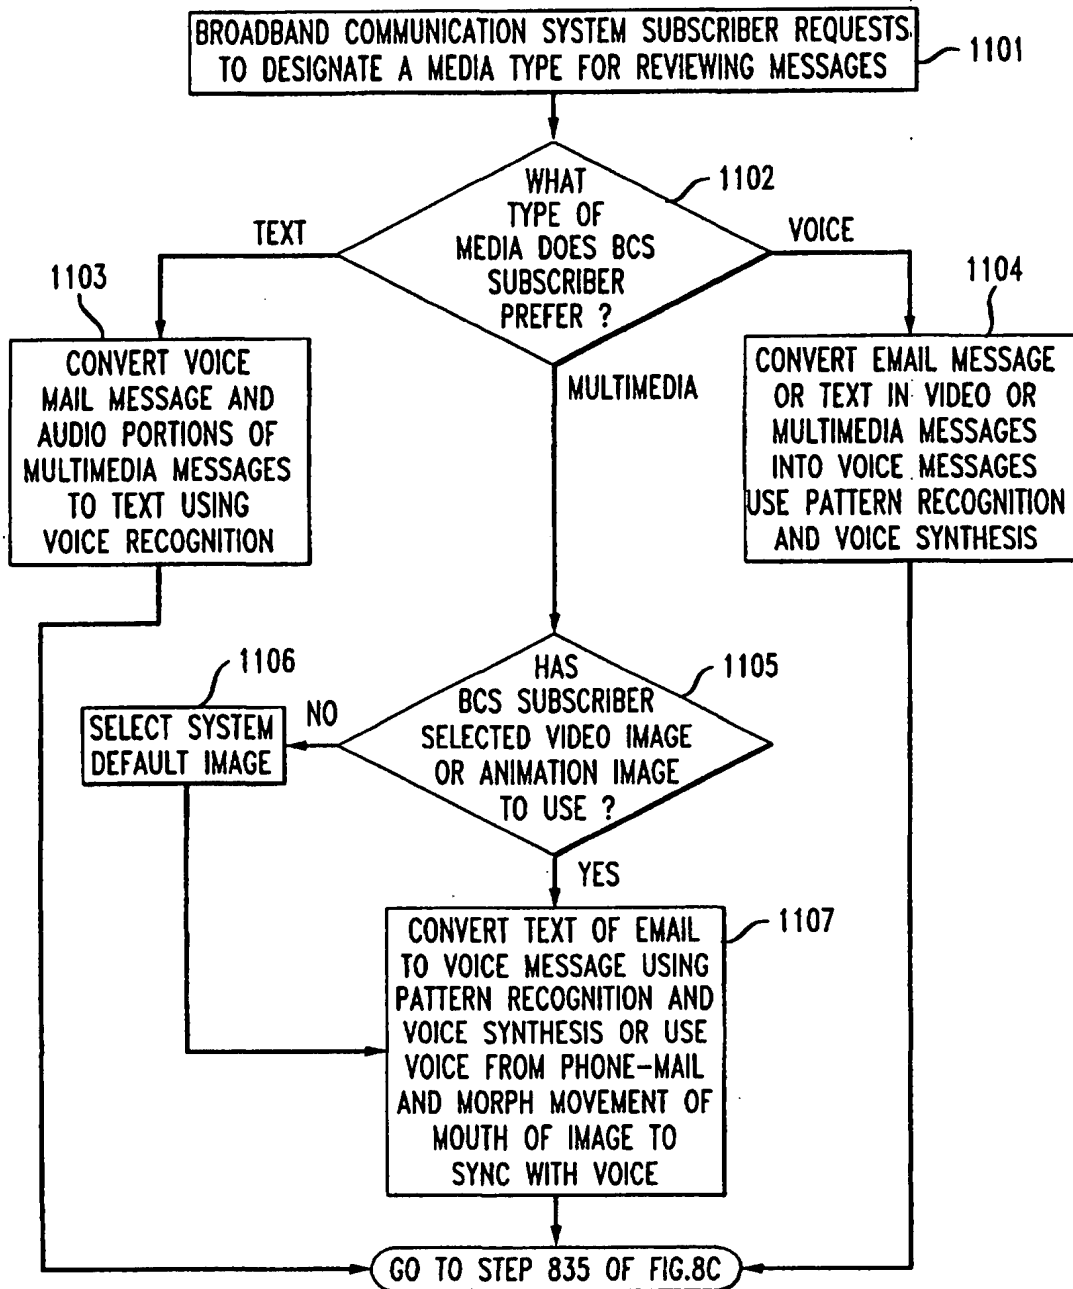 BROADBAND COMMUNICATION SYSTEM SUBSCRIBER REQUESTS
TO DESIGNATE A MEDIA TYPE FOR REVIEWING MESSAGES
1101
WHAT
TYPE OF
MEDIA DOES BCS
SUBSCRIBER
PREFER ?
1102
TEXT
VOICE
MULTIMEDIA
1103
CONVERT VOICE
MAIL MESSAGE AND
AUDIO PORTIONS OF
MULTIMEDIA MESSAGES
TO TEXT USING
VOICE RECOGNITION
1104
CONVERT EMAIL MESSAGE
OR TEXT IN VIDEO OR
MULTIMEDIA MESSAGES
INTO VOICE MESSAGES
USE PATTERN RECOGNITION
AND VOICE SYNTHESIS
HAS
BCS SUBSCRIBER
SELECTED VIDEO IMAGE
OR ANIMATION IMAGE
TO USE ?
1105
NO
1106
SELECT SYSTEM
DEFAULT IMAGE
YES
CONVERT TEXT OF EMAIL
TO VOICE MESSAGE USING
PATTERN RECOGNITION AND
VOICE SYNTHESIS OR USE
VOICE FROM PHONE-MAIL
AND MORPH MOVEMENT OF
MOUTH OF IMAGE TO
SYNC WITH VOICE
1107
GO TO STEP 835 OF FIG.8C